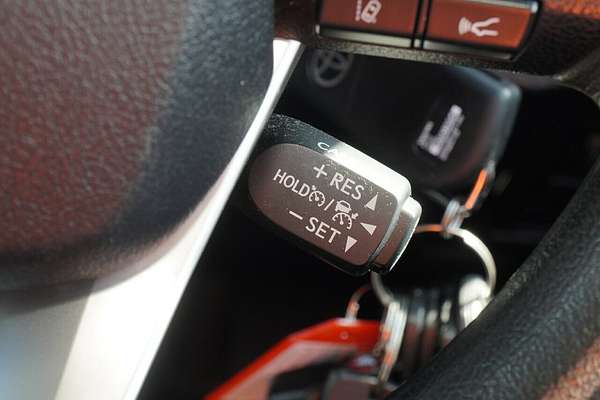 + RES
HOLD /
– SET